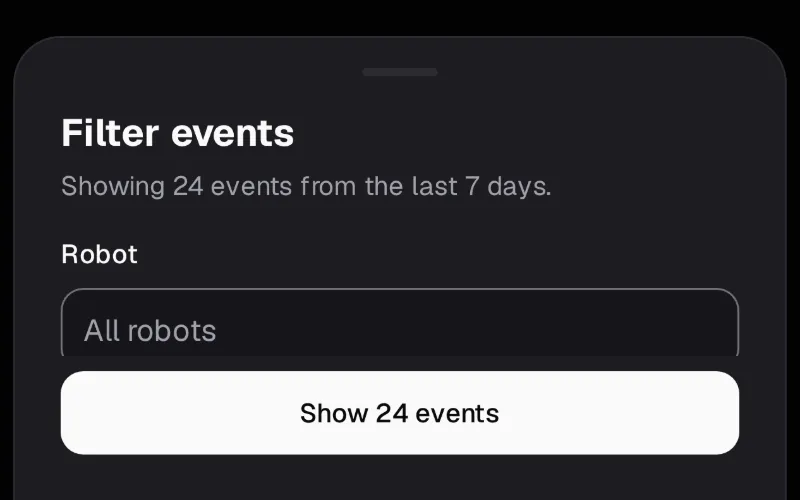 Filter events
Showing 24 events from the last 7 days.
Robot
All robots
Show 24 events